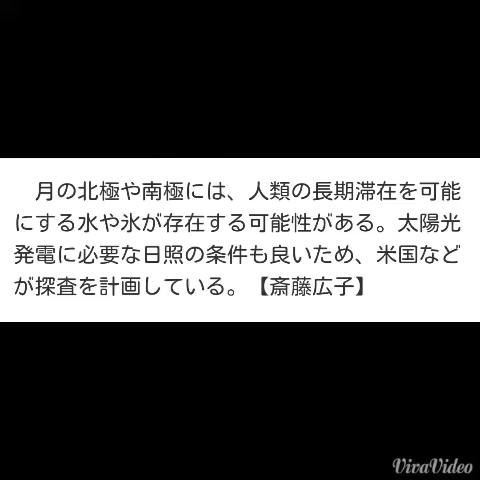 月の北極や南極には、人類の長期滞在を可能
にする水や氷が存在する可能性がある。太陽光
発電に必要な日照の条件も良いため、米国など
が探査を計画している。【斎藤広子】
VivaVideo